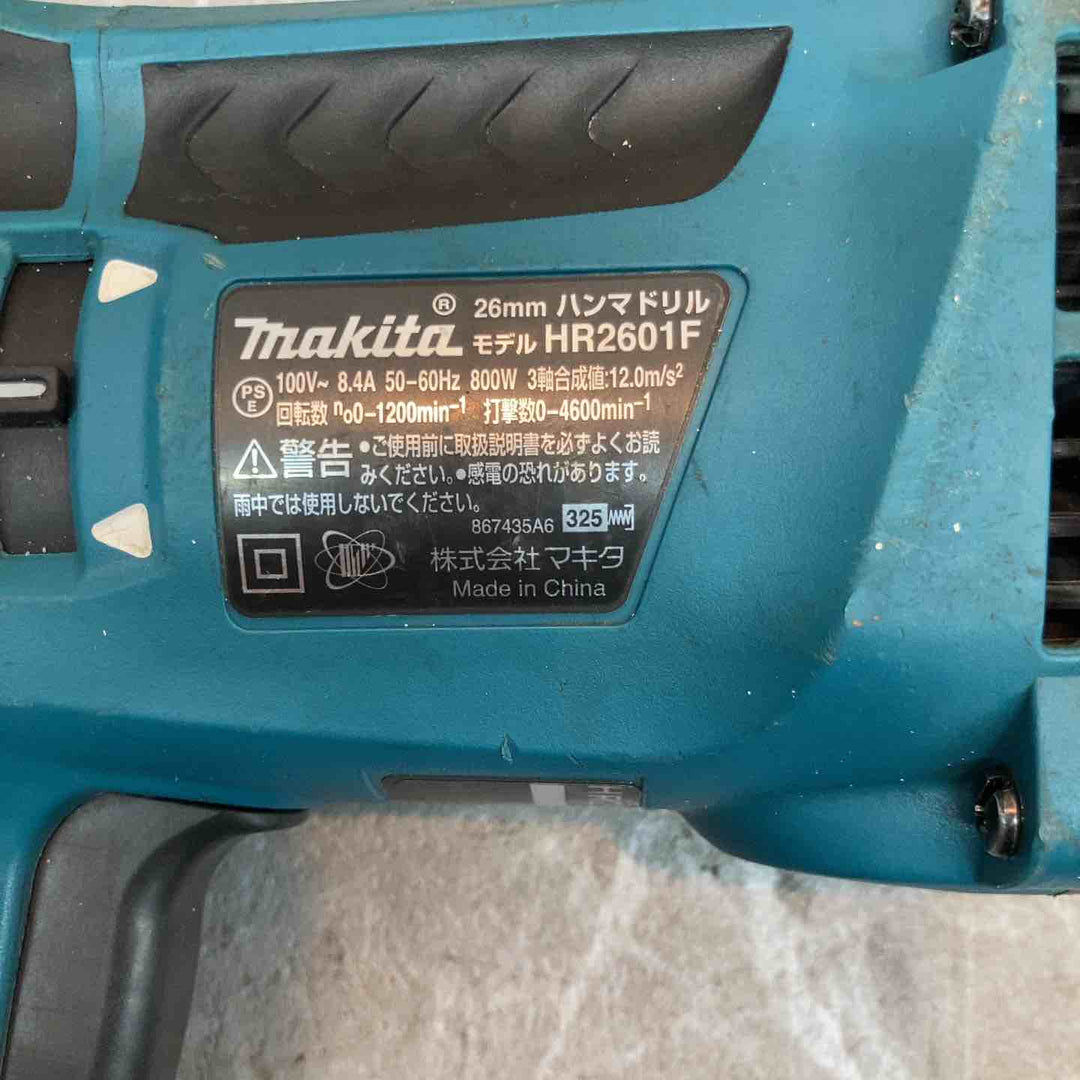 26mm ハンマドリル
makita® モデル HR2601F
PS
E
100V~ 8.4A 50-60Hz 800W 3軸合成値:12.0m/s²
回転数 n₀0-1200min⁻¹ 打撃数0-4600min⁻¹
警告 •ご使用前に取扱説明書を必ずよくお読
みください。•感電の恐れがあります。
雨中では使用しないでください。
867435A6 325
株式会社マキタ
Made in China